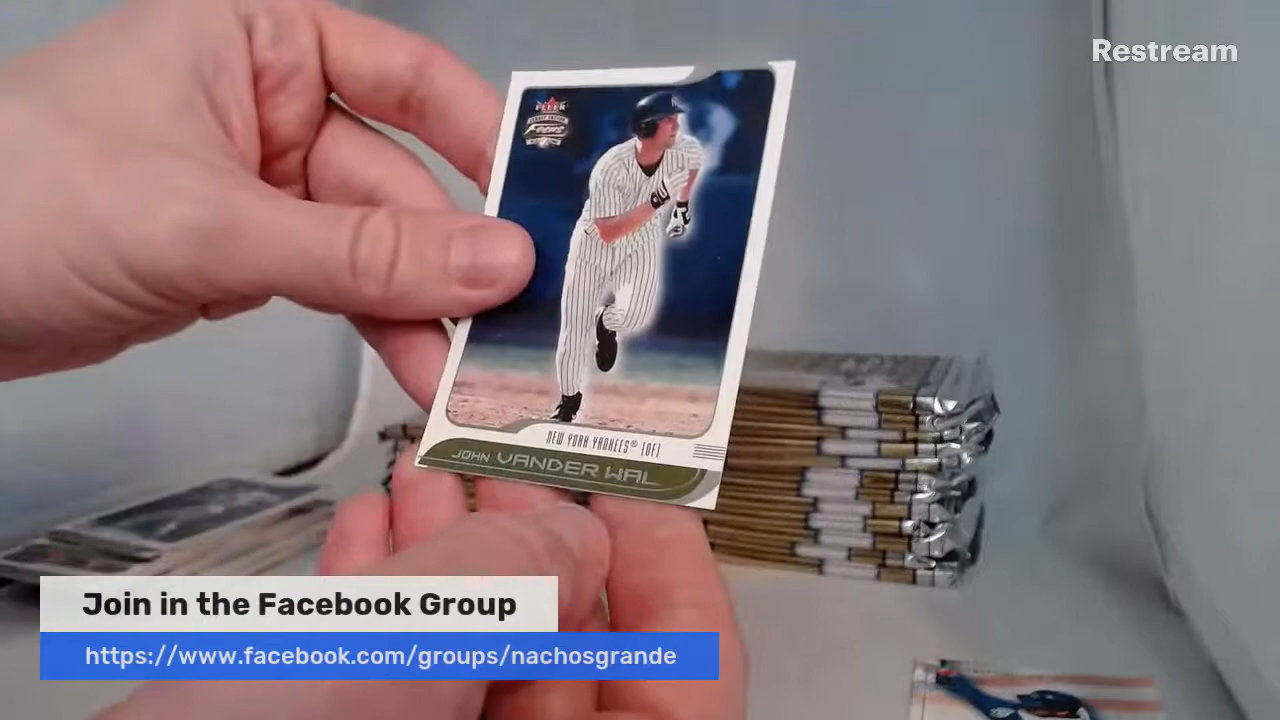 Restream
FLEER
Focus
NEW YORK YANKEES® (OF)
JOHN VANDER WAL
Join in the Facebook Group
https://www.facebook.com/groups/nachosgrande